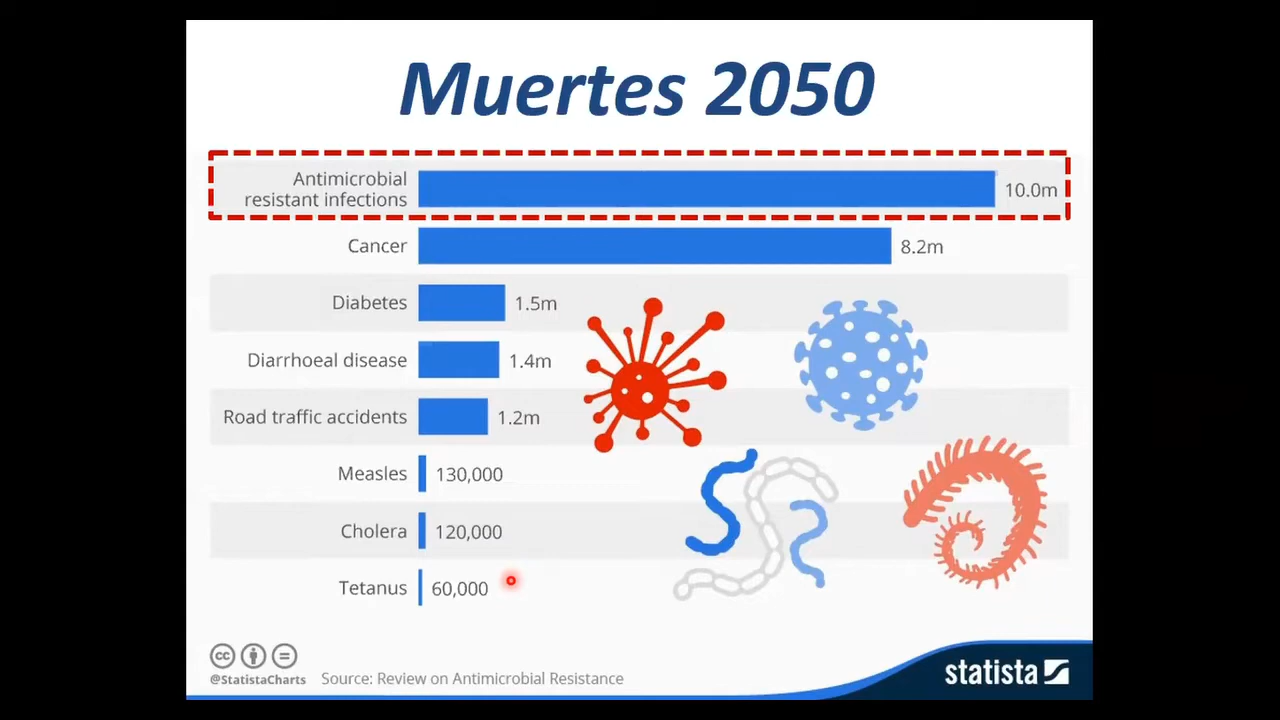 Muertes 2050
Antimicrobial
resistant infections
10.0m
Cancer
8.2m
Diabetes
1.5m
Diarrhoeal disease
1.4m
Road traffic accidents
1.2m
Measles
130,000
Cholera
120,000
Tetanus
60,000
cc
@StatistaCharts
Source: Review on Antimicrobial Resistance
statista